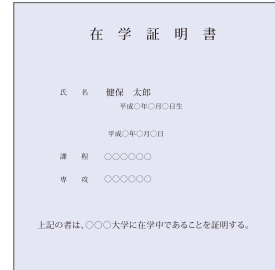 在学証明書
氏 名 健保 太郎
平成○年○月○日生
平成○年○月○日
課 程 ○○○○○○
専 攻 ○○○○○○
上記の者は、○○○大学に在学中であることを証明する。